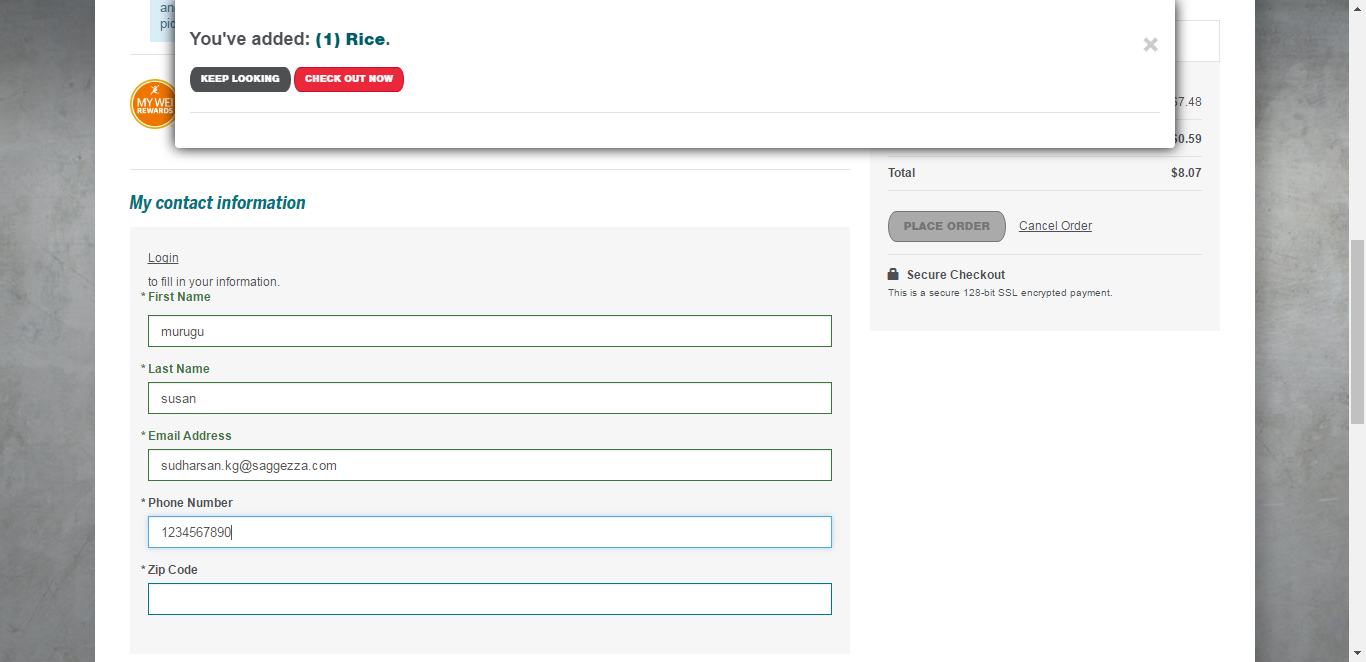 You've added: (1) Rice.
KEEP LOOKING CHECK OUT NOW
MY WEI
REWARDS
7.48
$0.59
Total $8.07
PLACE ORDER Cancel Order
Secure Checkout
This is a secure 128-bit SSL encrypted payment.
My contact information
Login
to fill in your information.
* First Name
murugu
* Last Name
susan
* Email Address
sudharsan.kg@saggezza.com
* Phone Number
1234567890
* Zip Code